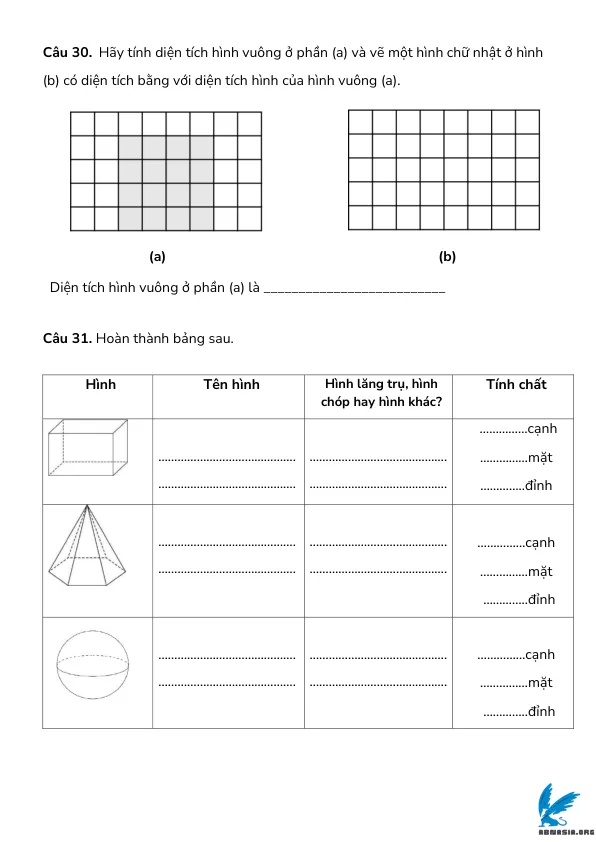 Câu 30. Hãy tính diện tích hình vuông ở phần (a) và vẽ một hình chữ nhật ở hình
(b) có diện tích bằng với diện tích hình của hình vuông (a).
(a) (b)
Diện tích hình vuông ở phần (a) là __________________________
Câu 31. Hoàn thành bảng sau.
Hình Tên hình Hình lăng trụ, hình Tính chất
chóp hay hình khác?
...............cạnh
............................................ ............................................ ...............mặt
............................................ ............................................ ..............đỉnh
............................................ ............................................ ...............cạnh
............................................ ............................................ ...............mặt
..............đỉnh
............................................ ............................................ ...............cạnh
............................................ ............................................ ...............mặt
..............đỉnh
ABNASIA.ORG